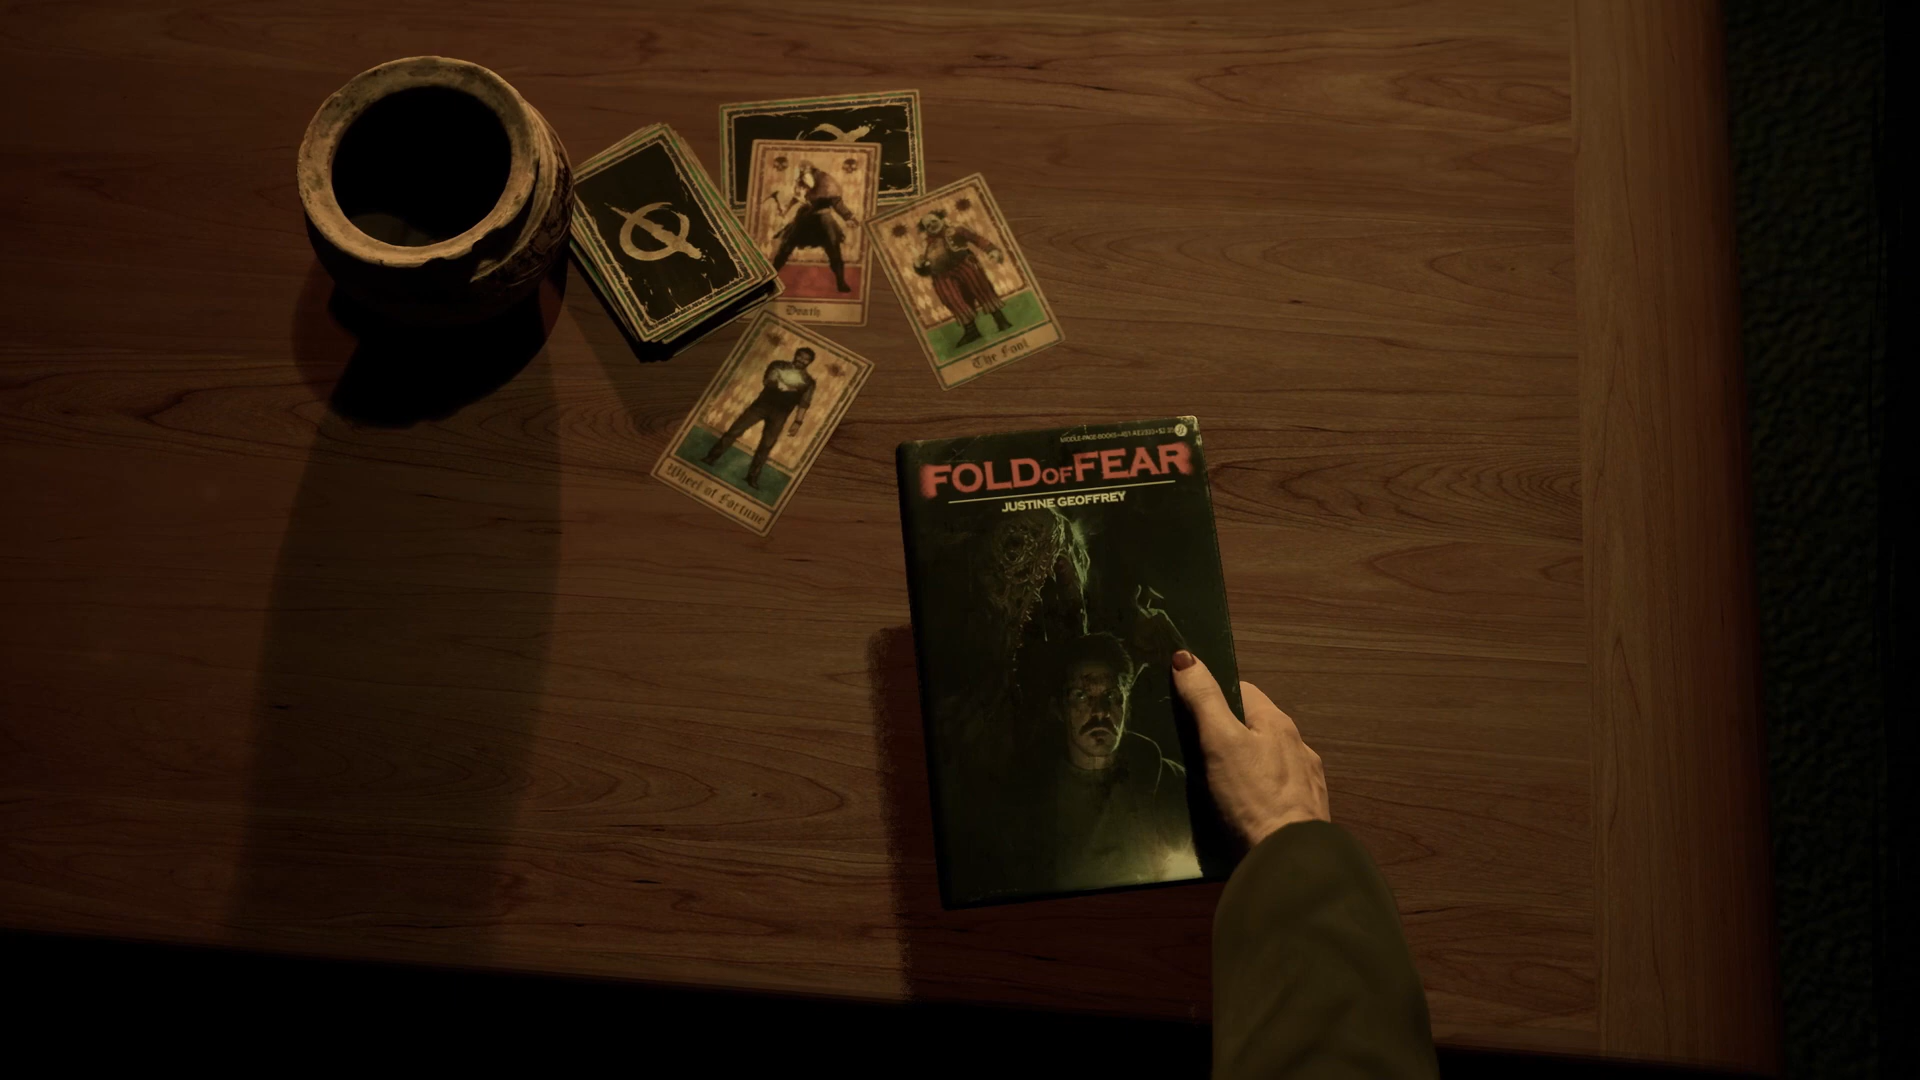 Death
The Fool
Wheel of Fortune
FOLD OF FEAR
JUSTINE GEOFFREY